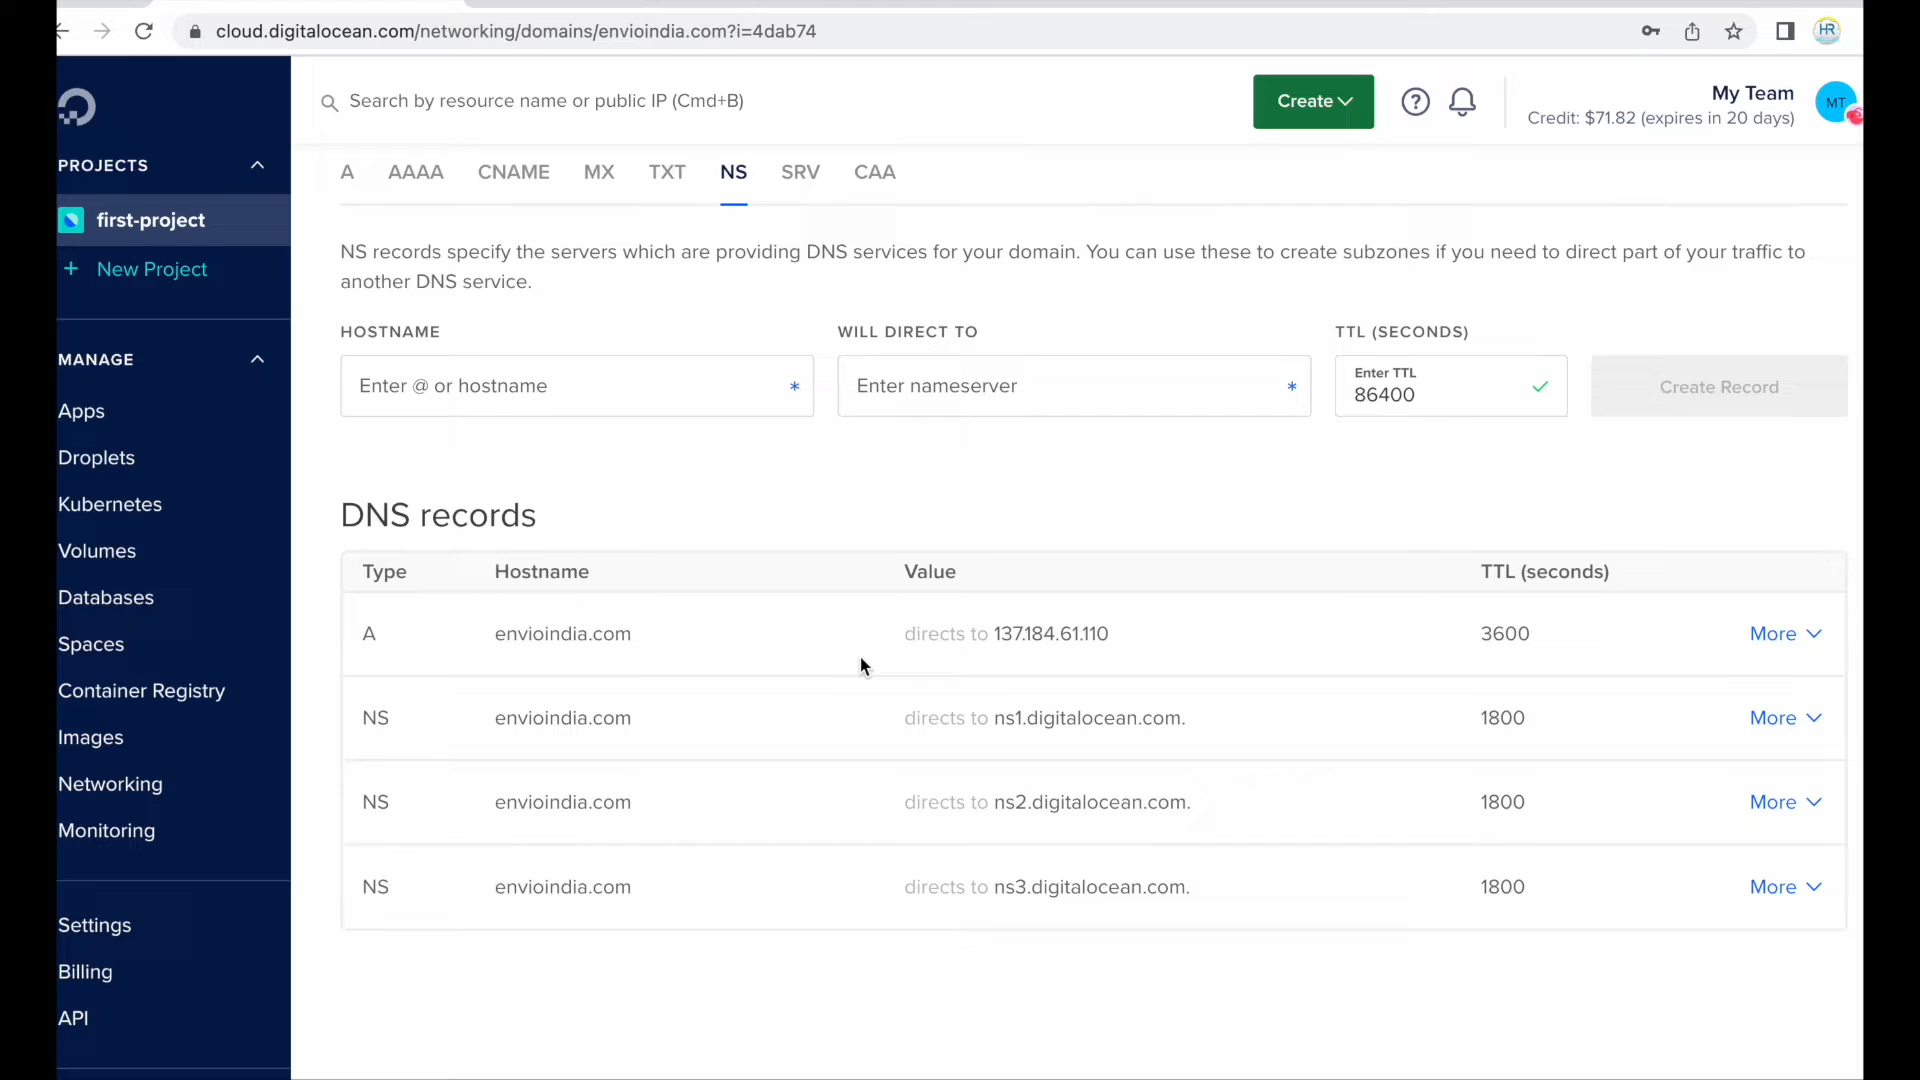 cloud.digitalocean.com/networking/domains/envioindia.com?i=4dab74
HR
Search by resource name or public IP (Cmd+B)
Create
?
My Team
Credit: $71.82 (expires in 20 days)
MT
PROJECTS
first-project
+ New Project
MANAGE
Apps
Droplets
Kubernetes
Volumes
Databases
Spaces
Container Registry
Images
Networking
Monitoring
Settings
Billing
API
A AAAA CNAME MX TXT NS SRV CAA
NS records specify the servers which are providing DNS services for your domain. You can use these to create subzones if you need to direct part of your traffic to
another DNS service.
HOSTNAME WILL DIRECT TO TTL (SECONDS)
Enter @ or hostname * Enter nameserver * Enter TTL
86400
Create Record
DNS records
Type Hostname Value TTL (seconds)
A envioindia.com directs to 137.184.61.110 3600 More
NS envioindia.com directs to ns1.digitalocean.com. 1800 More
NS envioindia.com directs to ns2.digitalocean.com. 1800 More
NS envioindia.com directs to ns3.digitalocean.com. 1800 More